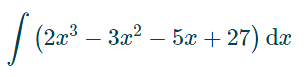 ∫ (2x³ − 3x² − 5x + 27) dx